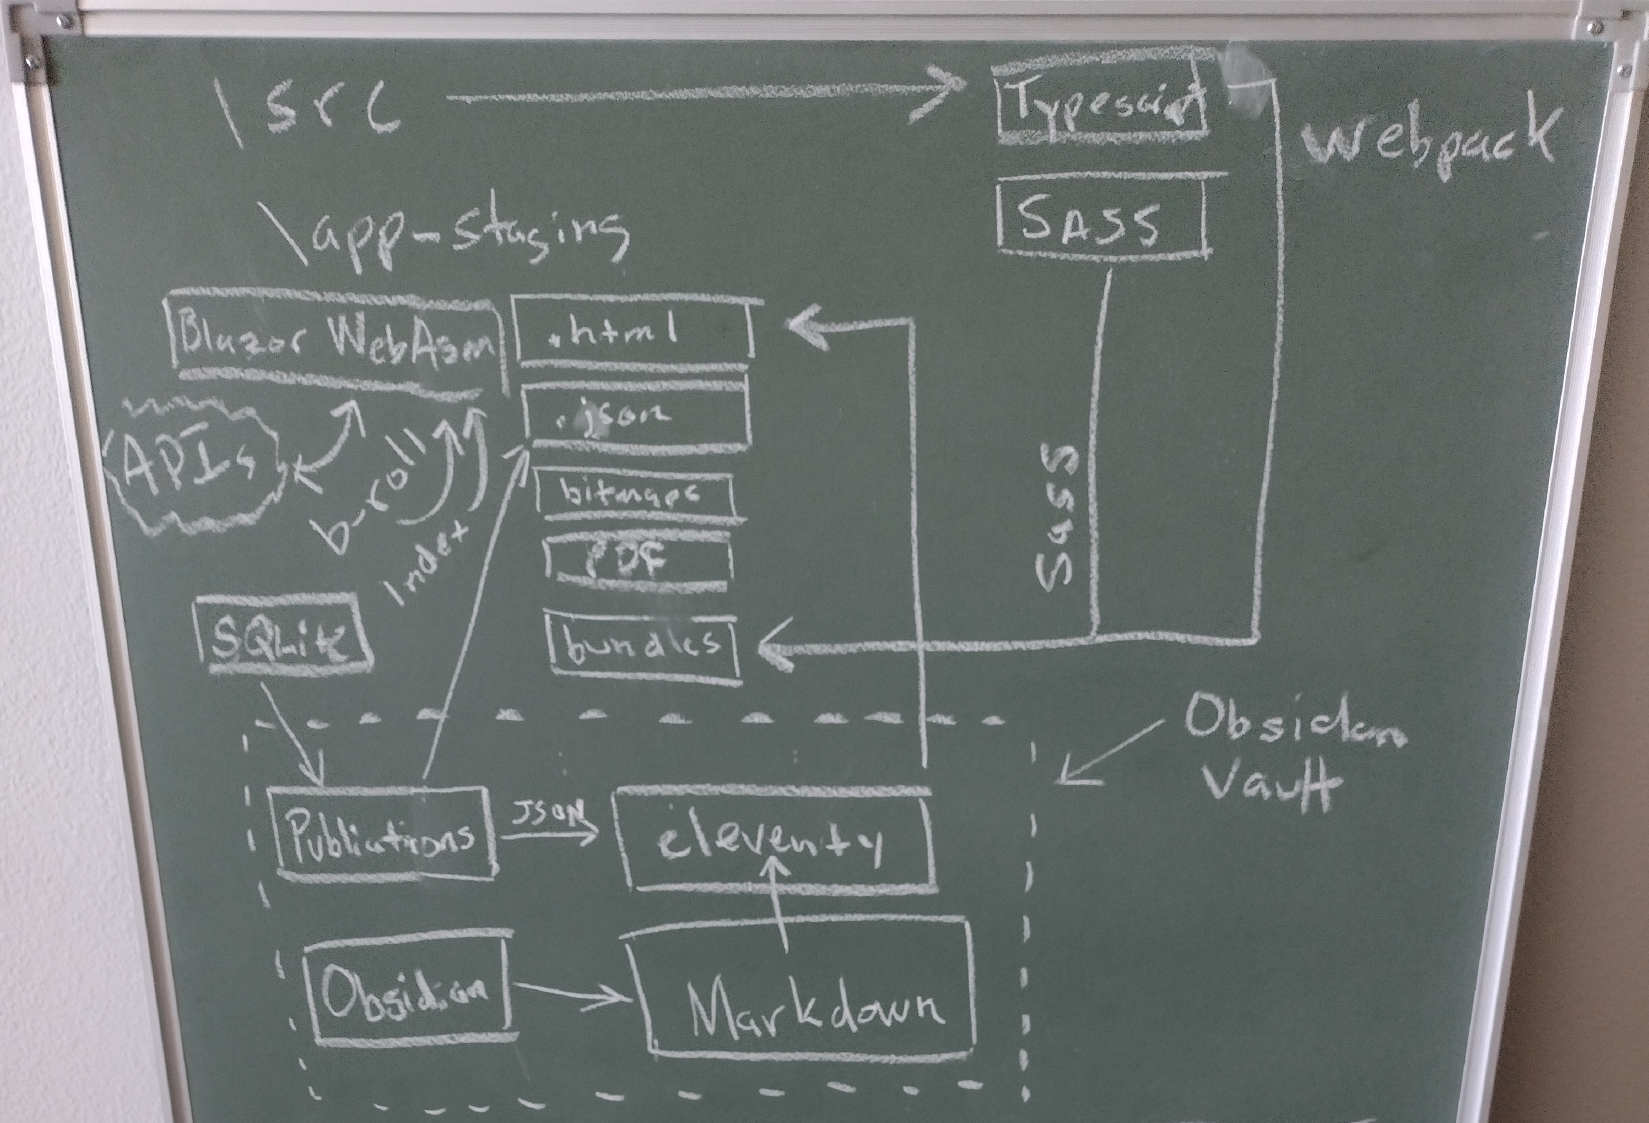 \src
Typescript
webpack
SASS
\app-staging
Blazor WebAsm
.html
.json
APIs
b-roll
Index
bitmaps
PDF
Sass
SQLite
bundles
Obsidian
Vault
Publications
JSON
eleventy
Obsidian
Markdown